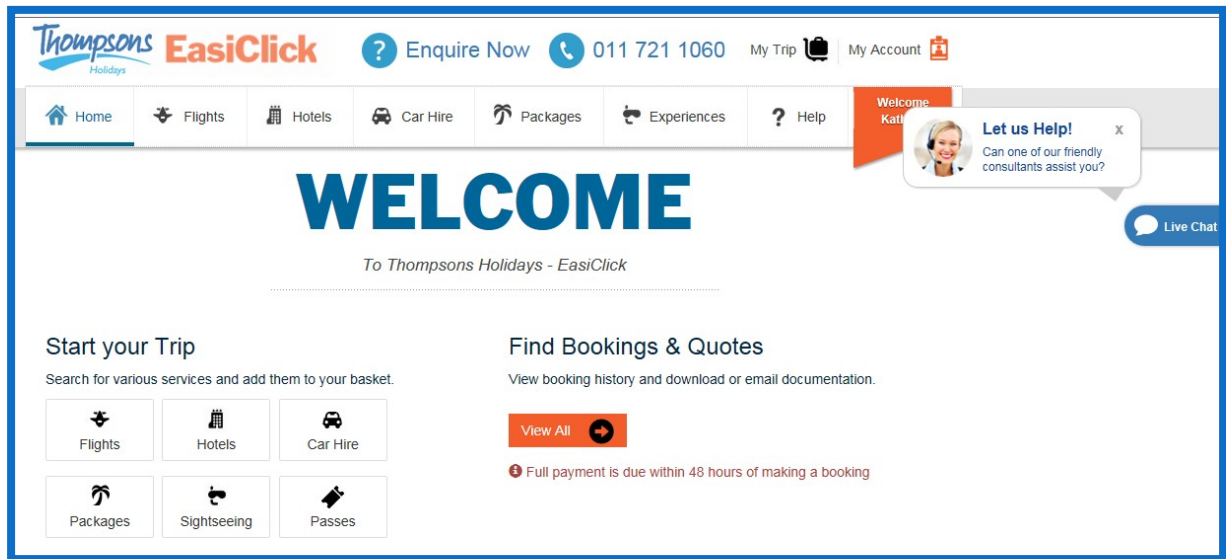 Thompsons Holidays EasiClick
? Enquire Now 011 721 1060 My Trip My Account
Home Flights Hotels Car Hire Packages Experiences ? Help Welcome
Let us Help! X
Can one of our friendly
consultants assist you?
Live Chat
WELCOME
To Thompsons Holidays - EasiClick
Start your Trip
Search for various services and add them to your basket.
Flights Hotels Car Hire
Packages Sightseeing Passes
Find Bookings & Quotes
View booking history and download or email documentation.
View All
Full payment is due within 48 hours of making a booking